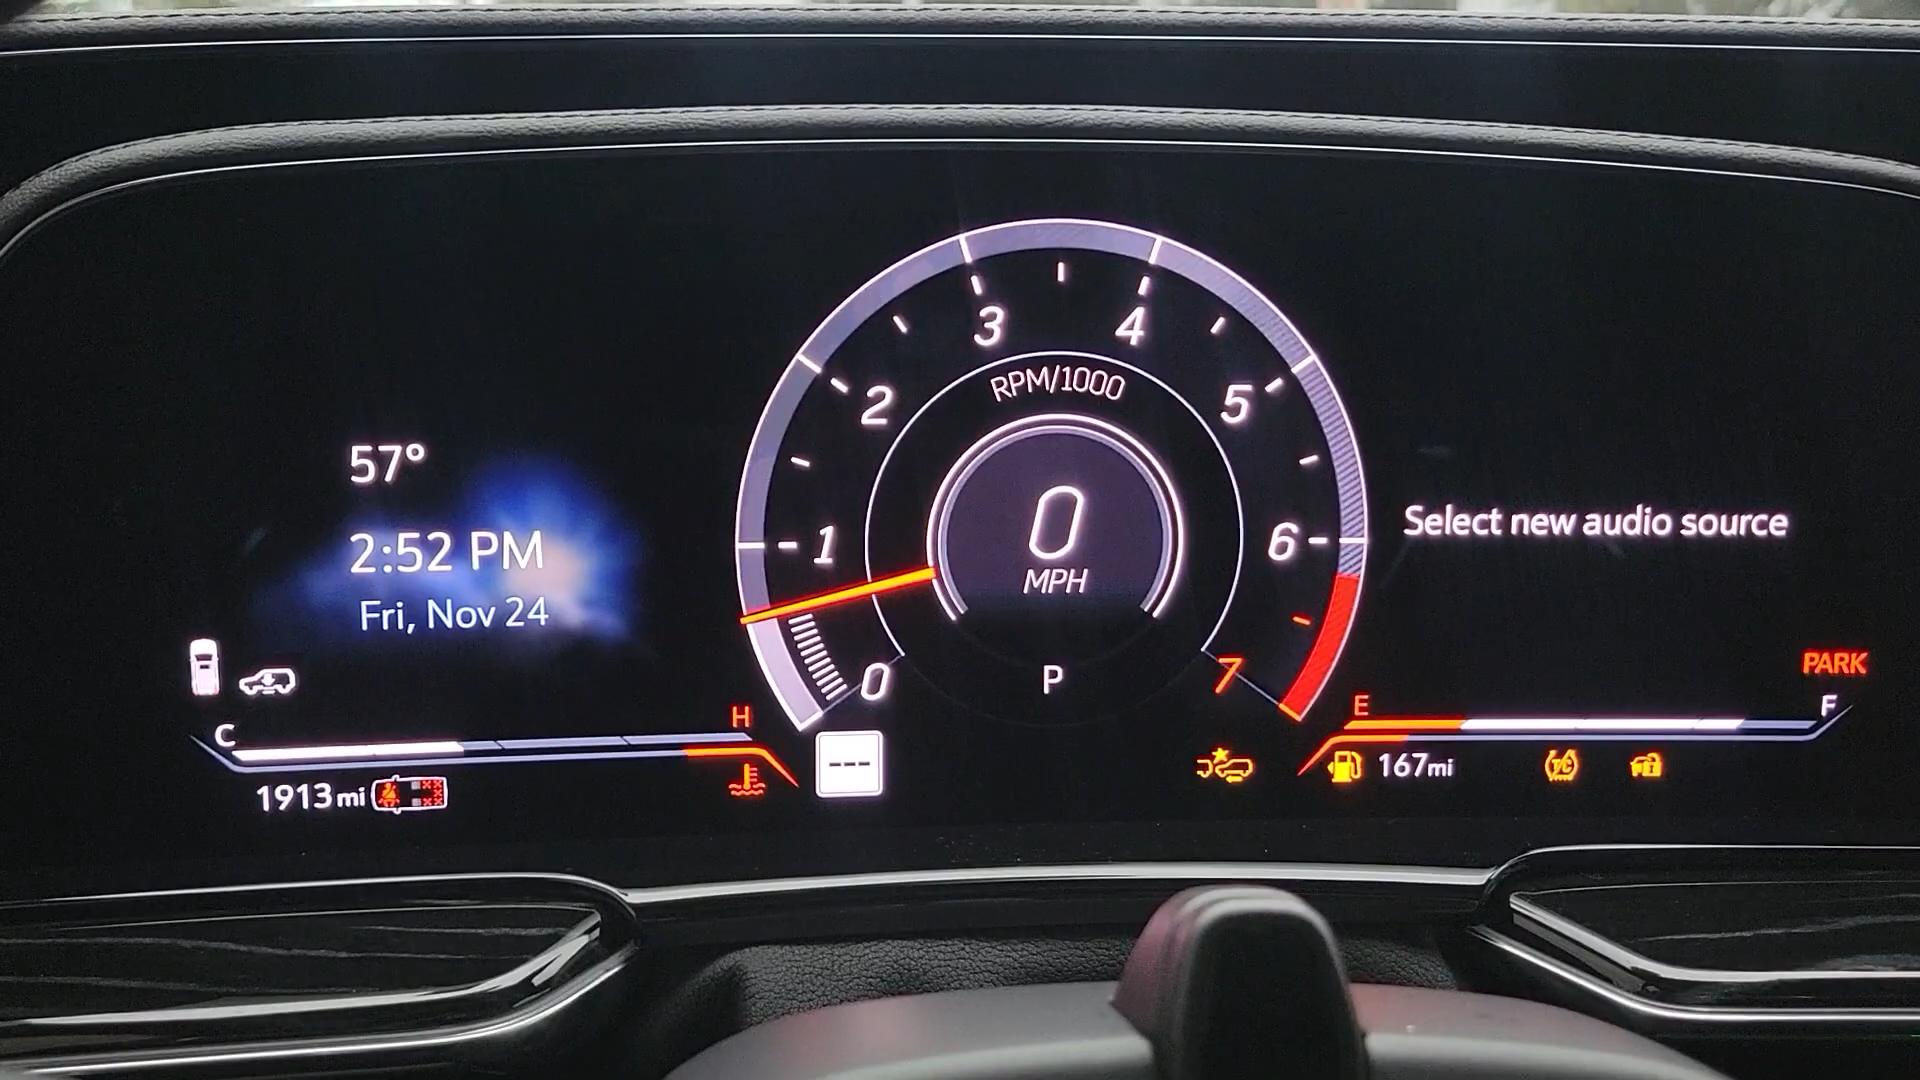 57°
2:52 PM
Fri, Nov 24
C
H
1913 mi
0
1
2
3
4
5
6
7
RPM/1000
0
MPH
P
---
Select new audio source
PARK
E
F
167mi
TC